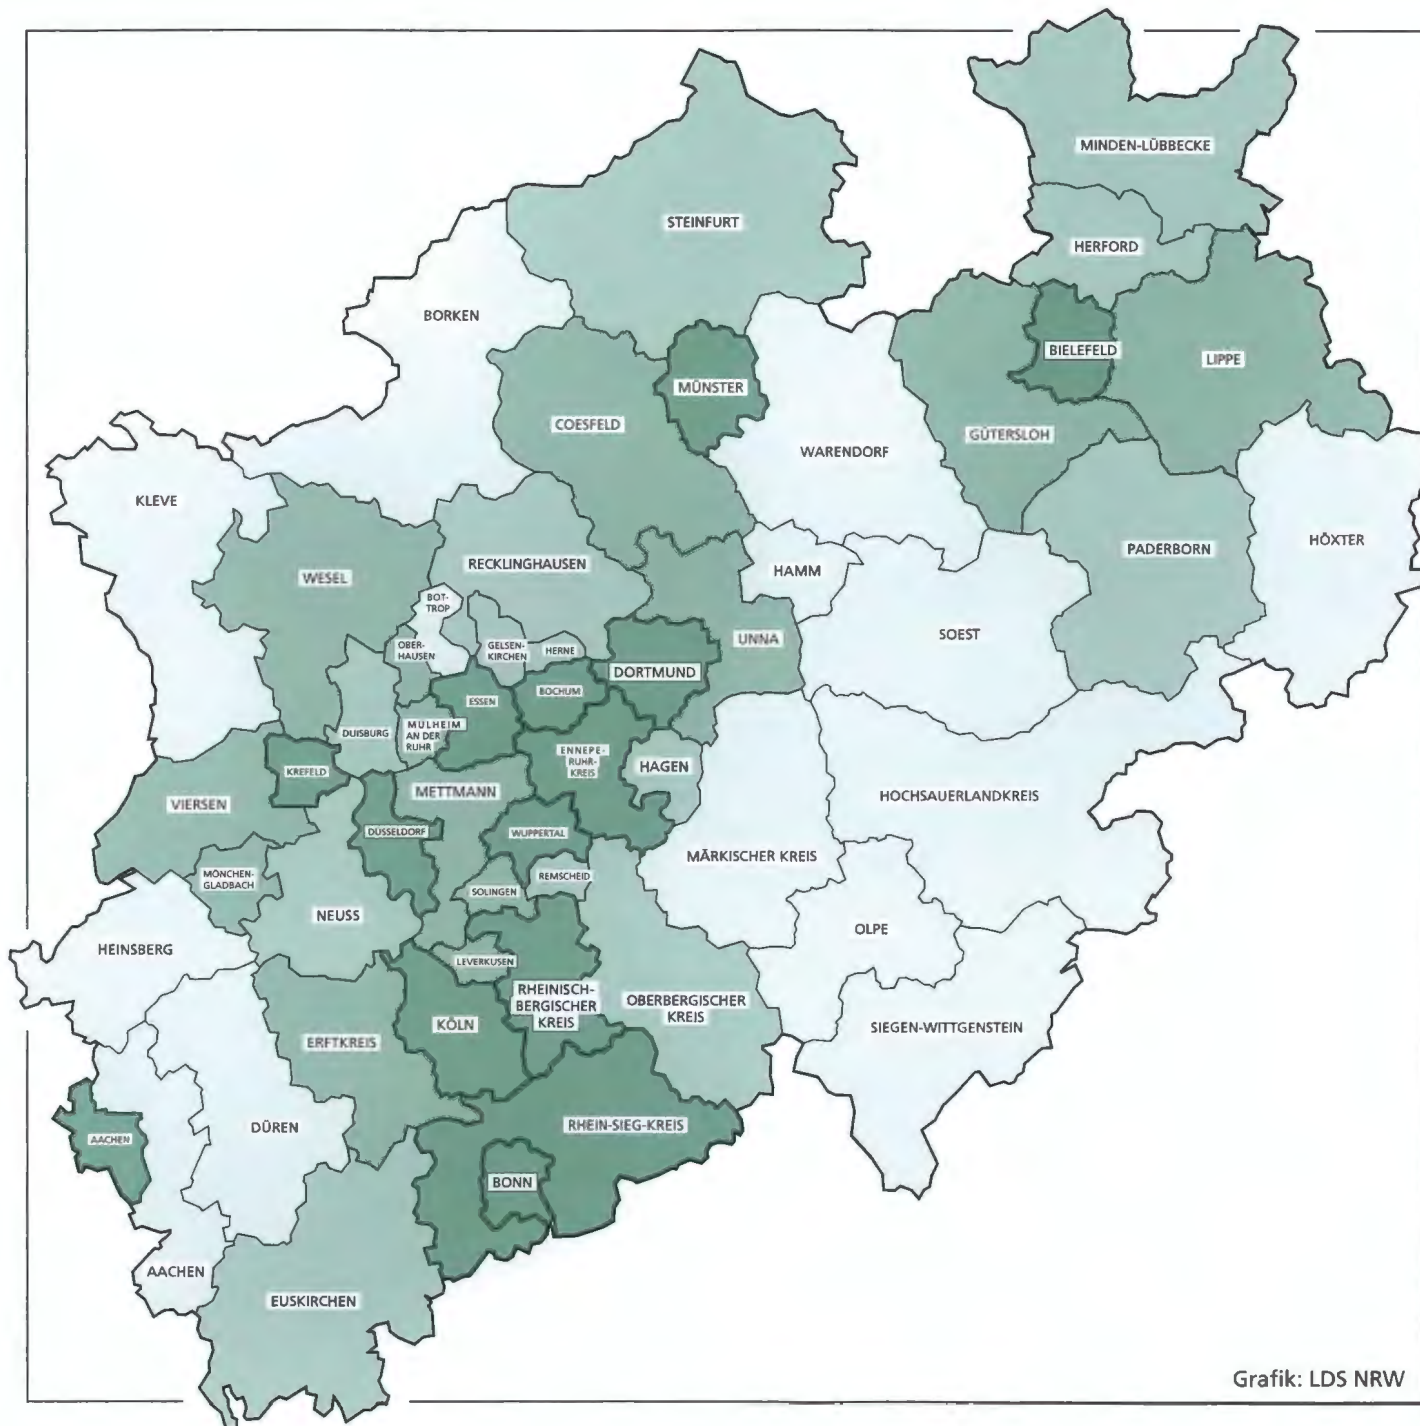 MINDEN-LÜBBECKE
STEINFURT
HERFORD
BORKEN
BIELEFELD
LIPPE
MÜNSTER
COESFELD
GÜTERSLOH
WARENDORF
KLEVE
HÖXTER
PADERBORN
RECKLINGHAUSEN
HAMM
WESEL
BOT-
TROP
SOEST
UNNA
OBER-
HAUSEN
GELSEN-
KIRCHEN
HERNE
DORTMUND
BOCHUM
ESSEN
DUISBURG
MÜLHEIM
AN DER
RUHR
ENNEPE-
RUHR-
KREIS
HAGEN
KREFELD
METTMANN
HOCHSAUERLANDKREIS
VIERSEN
DÜSSELDORF
WUPPERTAL
MÄRKISCHER KREIS
MÖNCHEN-
GLADBACH
SOLINGEN
REMSCHEID
NEUSS
OLPE
HEINSBERG
LEVERKUSEN
RHEINISCH-
BERGISCHER
KREIS
OBERBERGISCHER
KREIS
KÖLN
SIEGEN-WITTGENSTEIN
ERFTKREIS
DÜREN
RHEIN-SIEG-KREIS
AACHEN
BONN
AACHEN
EUSKIRCHEN
Grafik: LDS NRW